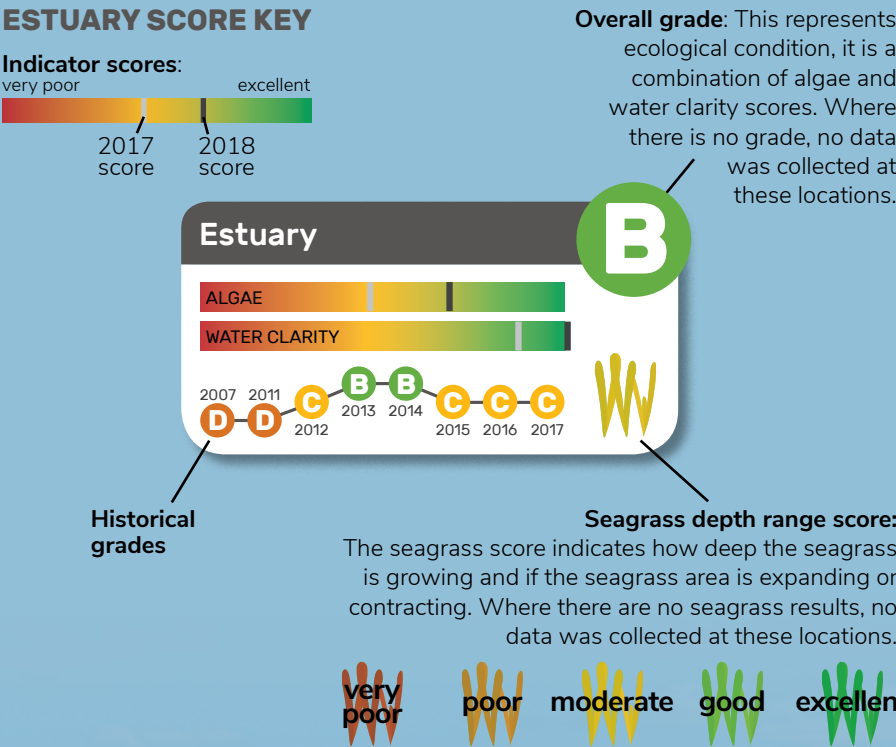 ESTUARY SCORE KEY
Indicator scores:
very poor excellent
2017 score
2018 score
Overall grade: This represents
ecological condition, it is a
combination of algae and
water clarity scores. Where
there is no grade, no data
was collected at
these locations.
Estuary
B
ALGAE
WATER CLARITY
2007 2011
D D C B B C C C
2012 2013 2014 2015 2016 2017
Historical
grades
Seagrass depth range score:
The seagrass score indicates how deep the seagrass
is growing and if the seagrass area is expanding or
contracting. Where there are no seagrass results, no
data was collected at these locations.
very
poor
poor
moderate
good
excellen